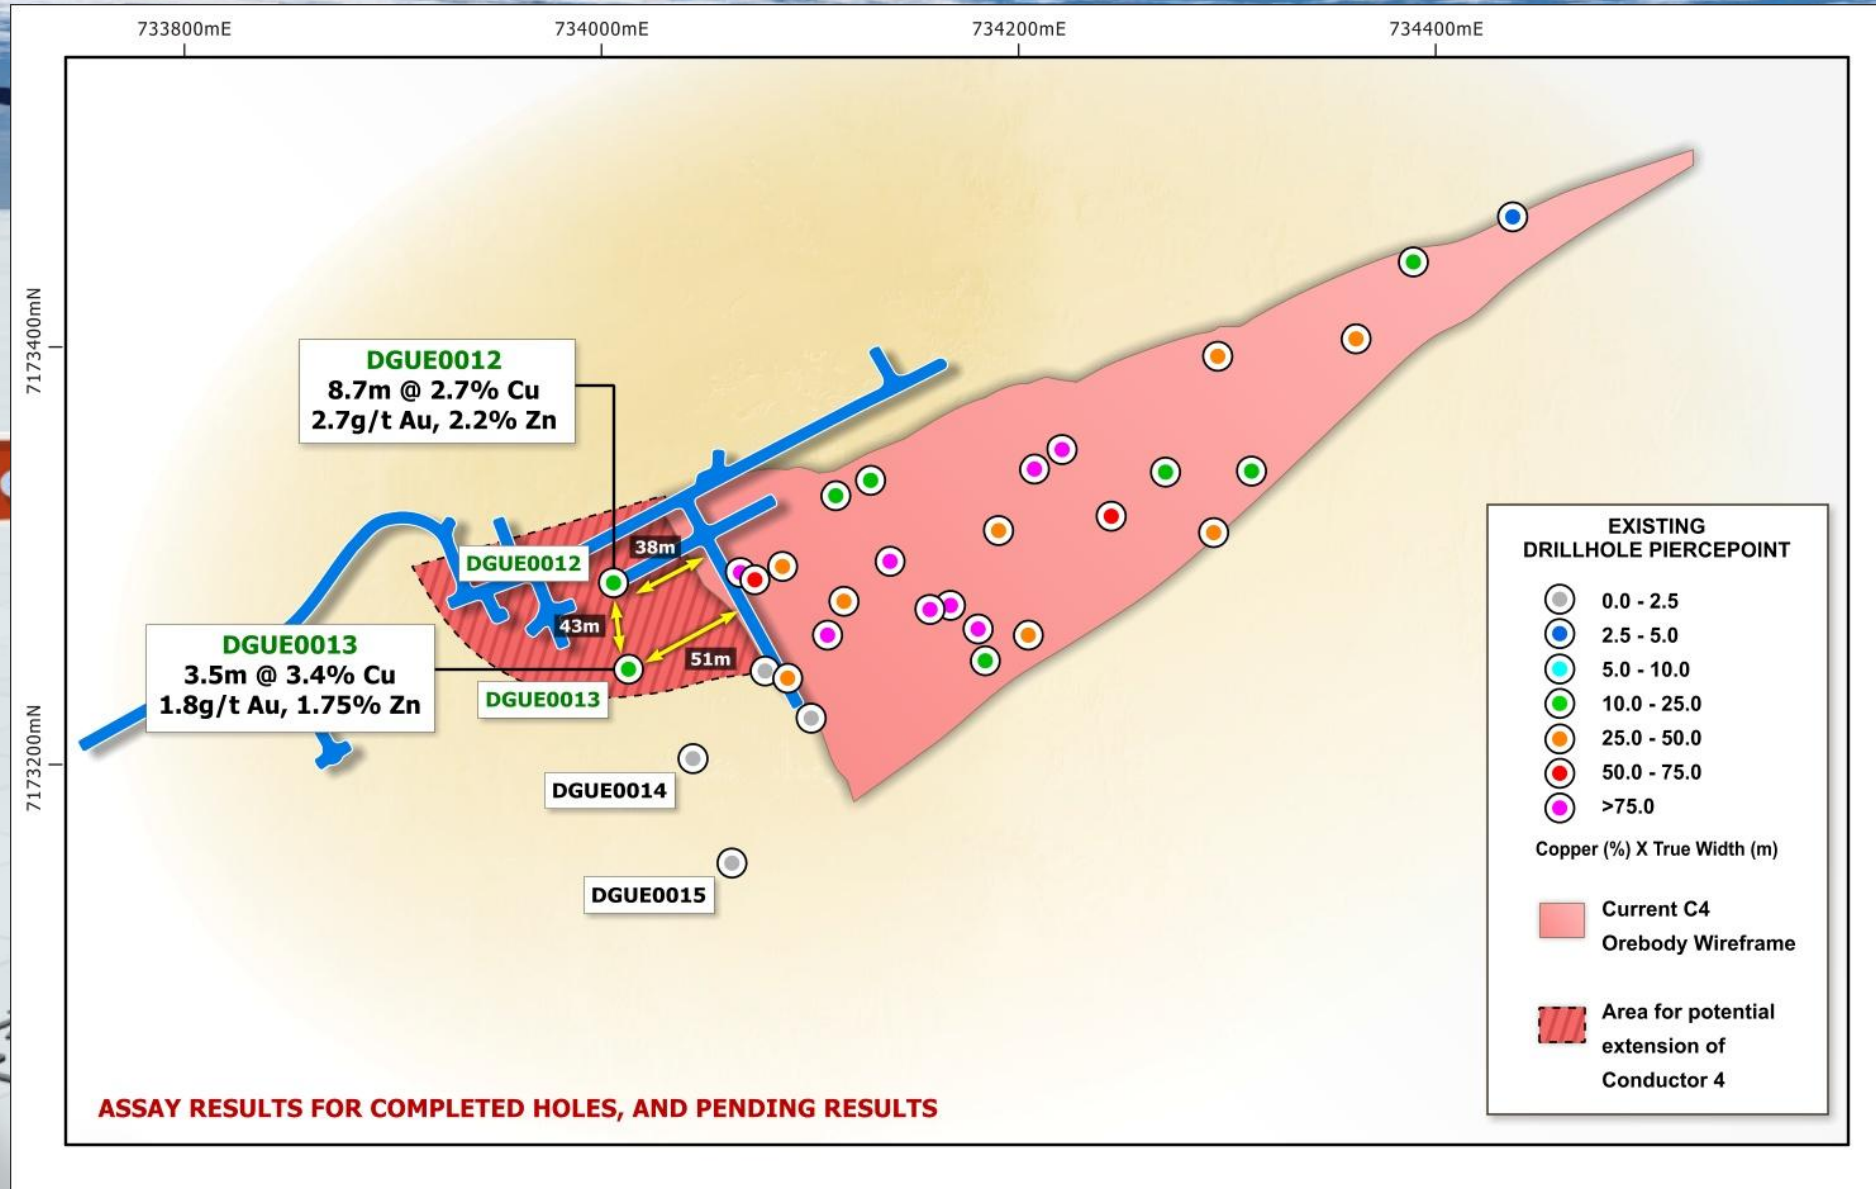 733800mE
734000mE
734200mE
734400mE
7173400mN
7173200mN
DGUE0012
8.7m @ 2.7% Cu
2.7g/t Au, 2.2% Zn
DGUE0012
38m
43m
51m
DGUE0013
3.5m @ 3.4% Cu
1.8g/t Au, 1.75% Zn
DGUE0013
DGUE0014
DGUE0015
EXISTING
DRILLHOLE PIERCEPOINT
0.0 - 2.5
2.5 - 5.0
5.0 - 10.0
10.0 - 25.0
25.0 - 50.0
50.0 - 75.0
>75.0
Copper (%) X True Width (m)
Current C4
Orebody Wireframe
Area for potential
extension of
Conductor 4
ASSAY RESULTS FOR COMPLETED HOLES, AND PENDING RESULTS